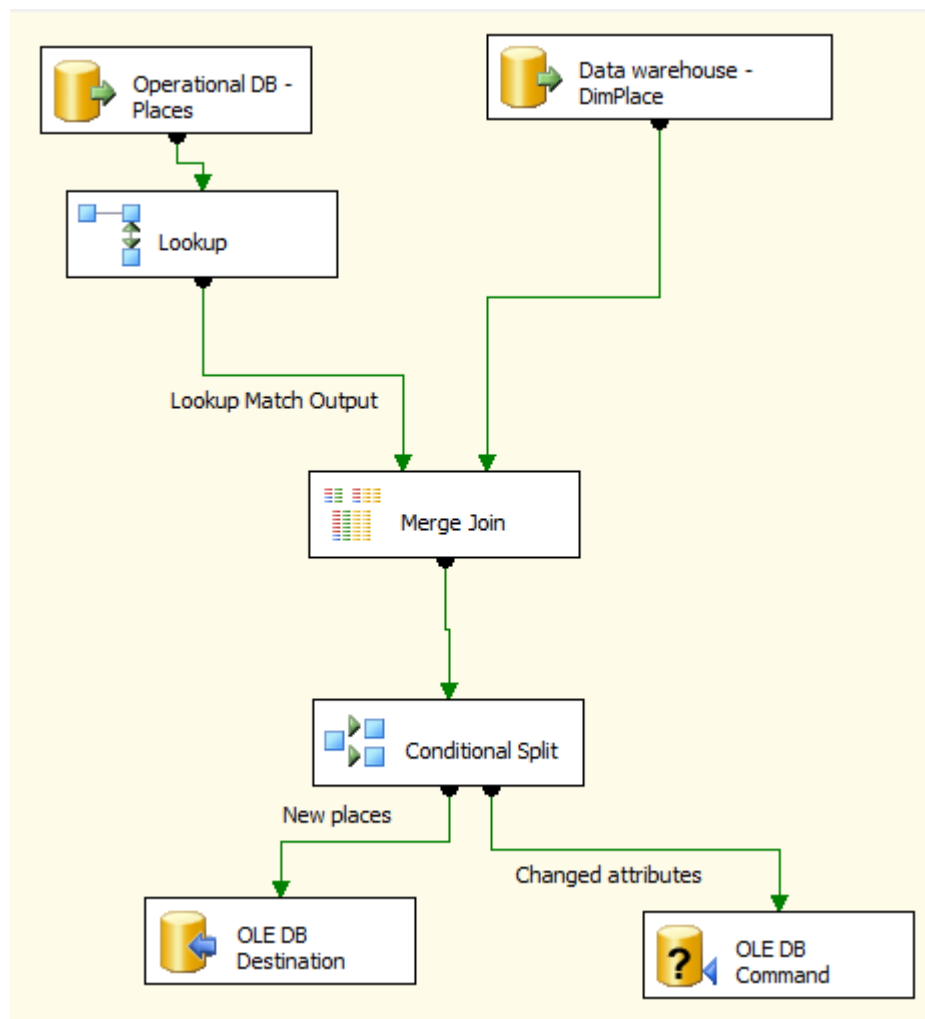 Operational DB -
Places
Data warehouse -
DimPlace
Lookup
Lookup Match Output
Merge Join
Conditional Split
New places
Changed attributes
OLE DB
Destination
?
OLE DB
Command